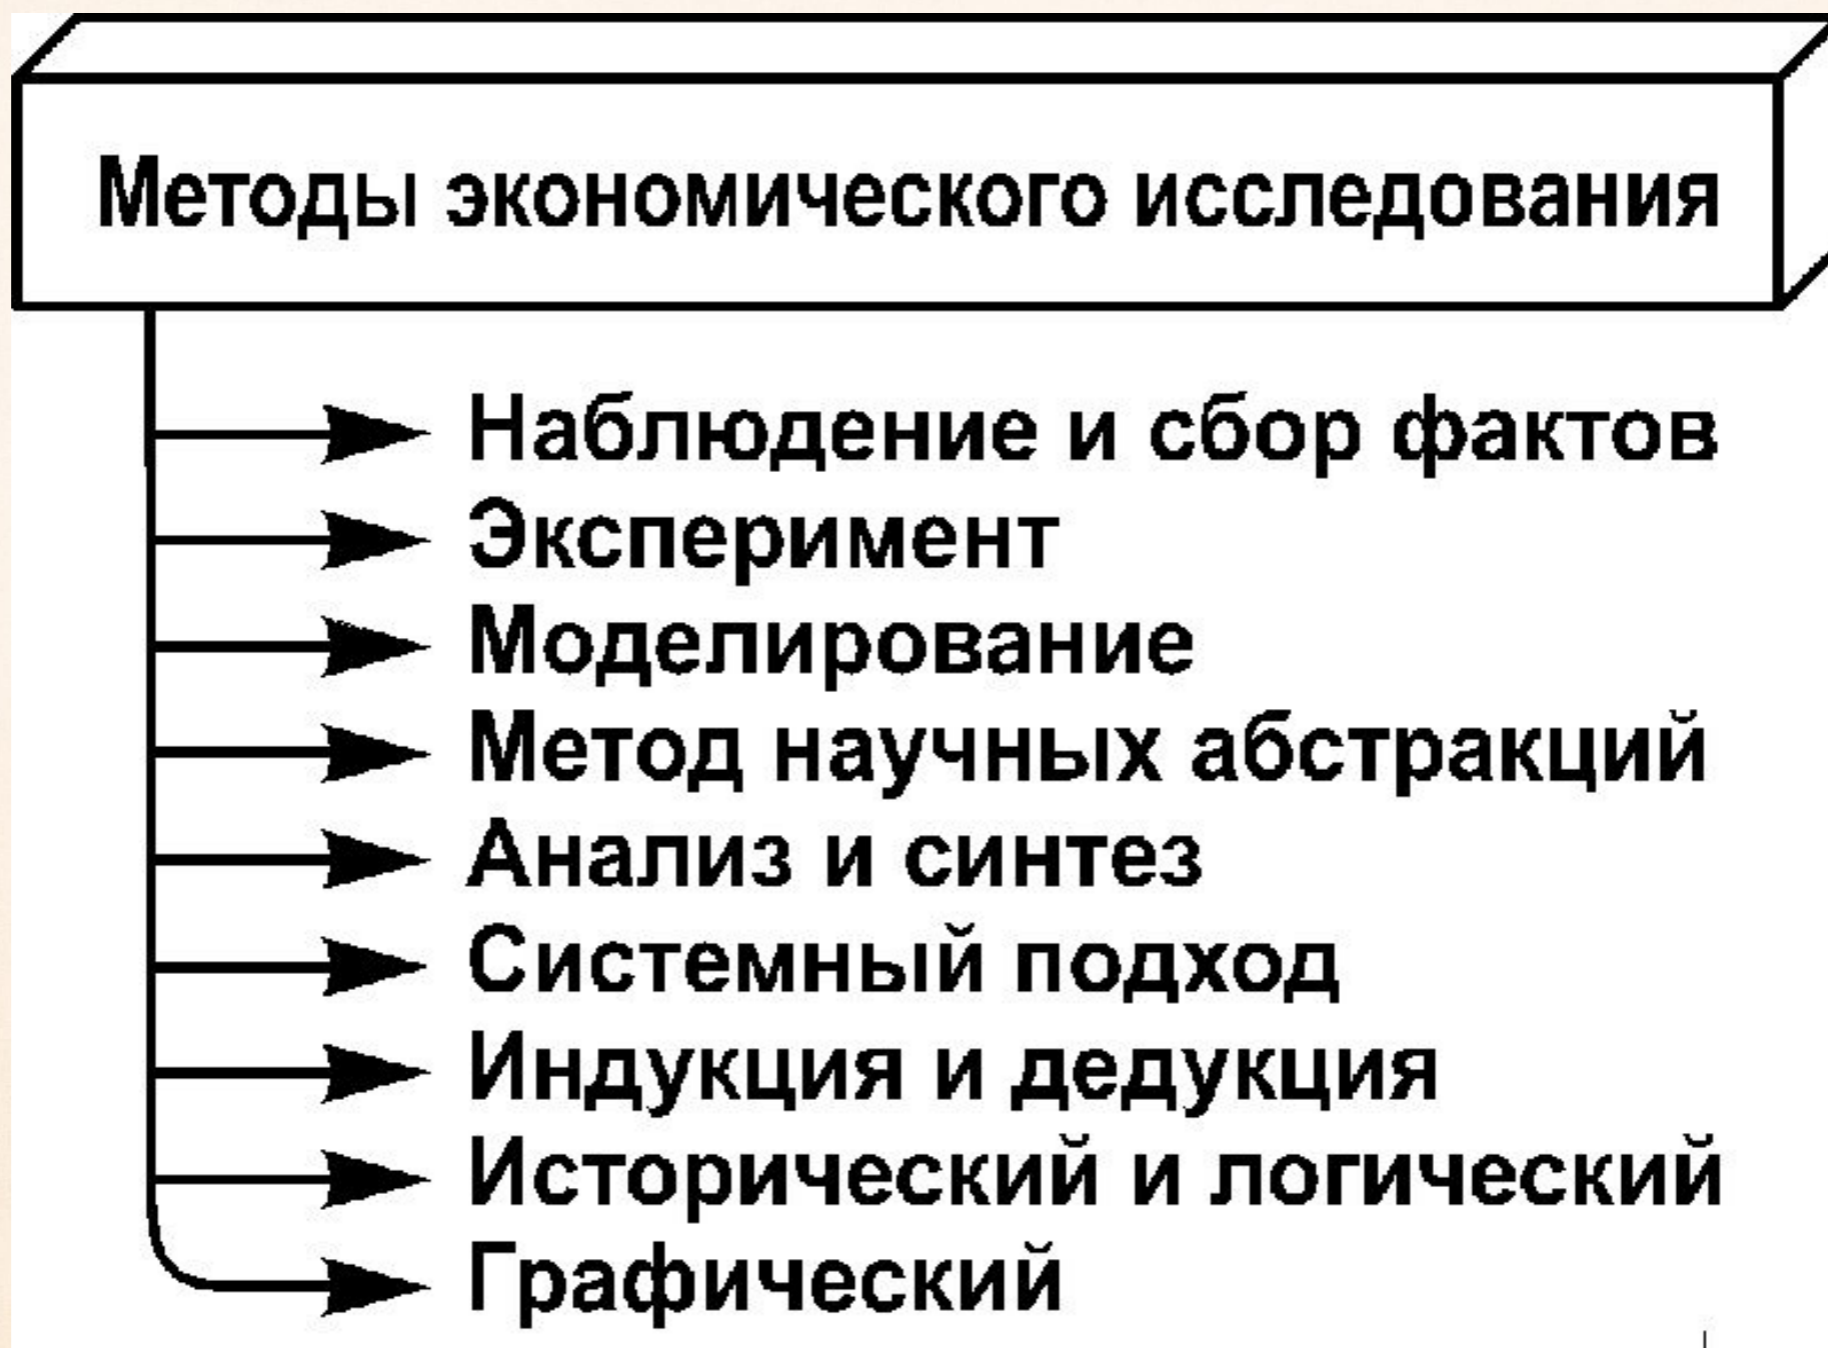 Методы экономического исследования
Наблюдение и сбор фактов
Эксперимент
Моделирование
Метод научных абстракций
Анализ и синтез
Системный подход
Индукция и дедукция
Исторический и логический
Графический